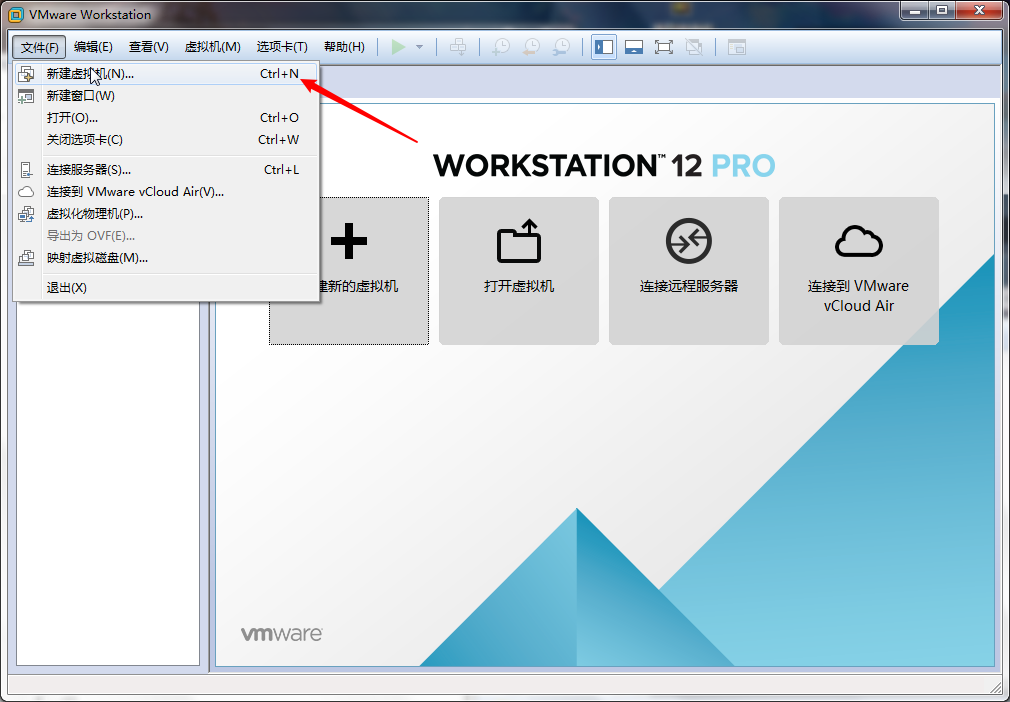 VMware Workstation
文件(F) 编辑(E) 查看(V) 虚拟机(M) 选项卡(T) 帮助(H)
新建虚拟机(N)... Ctrl+N
新建窗口(W)
打开(O)... Ctrl+O
关闭选项卡(C) Ctrl+W
连接服务器(S)... Ctrl+L
连接到 VMware vCloud Air(V)...
虚拟化物理机(P)...
导出为 OVF(E)...
映射虚拟磁盘(M)...
退出(X)
WORKSTATION™ 12 PRO
建新的虚拟机
打开虚拟机
连接远程服务器
连接到 VMware
vCloud Air
vmware